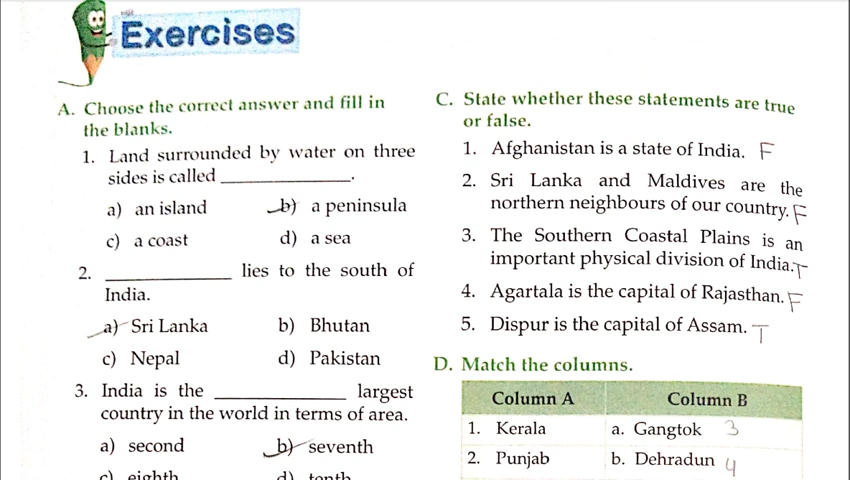 Exercises
A. Choose the correct answer and fill in
the blanks.
1. Land surrounded by water on three
sides is called ______________.
a) an island
b) a peninsula
c) a coast
d) a sea
2. ______________ lies to the south of
India.
a) Sri Lanka
b) Bhutan
c) Nepal
d) Pakistan
3. India is the ______________ largest
country in the world in terms of area.
a) second
b) seventh
c) eighth
d) tenth
C. State whether these statements are true
or false.
1. Afghanistan is a state of India. F
2. Sri Lanka and Maldives are the
northern neighbours of our country. F
3. The Southern Coastal Plains is an
important physical division of India. T
4. Agartala is the capital of Rajasthan. F
5. Dispur is the capital of Assam. T
D. Match the columns.
Column A Column B
1. Kerala a. Gangtok 3
2. Punjab b. Dehradun 4